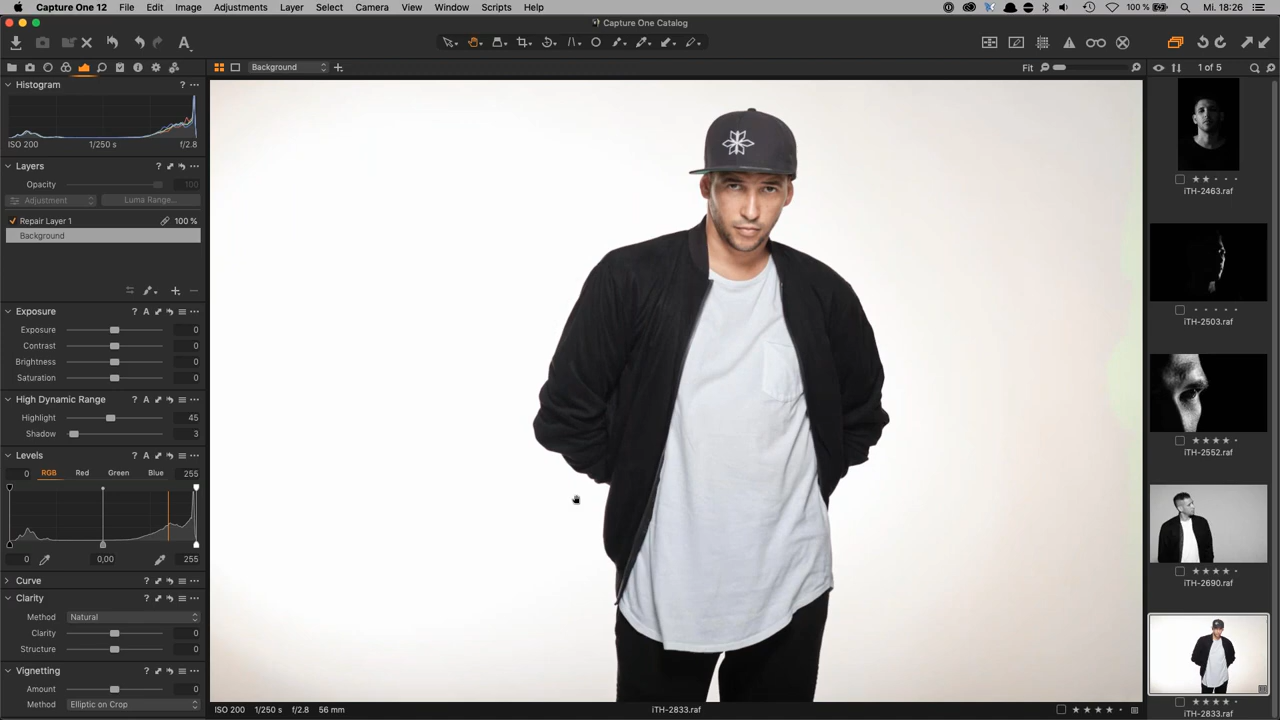 Capture One 12 File Edit Image Adjustments Layer Select Camera View Window Scripts Help 100 % Mi. 18:26
Capture One Catalog
Background Fit 1 of 5
Histogram
ISO 200 1/250 s f/2.8
Layers
Opacity 100
Adjustment Luma Range...
Repair Layer 1 100 %
Background
Exposure
Exposure 0
Contrast 0
Brightness 0
Saturation 0
High Dynamic Range
Highlight 45
Shadow 3
Levels
0 RGB Red Green Blue 255
0 0,00 255
Curve
Clarity
Method Natural
Clarity 0
Structure 0
Vignetting
Amount 0
Method Elliptic on Crop
ISO 200 1/250 s f/2.8 56 mm iTH-2833.raf
iTH-2463.raf
iTH-2503.raf
iTH-2552.raf
iTH-2690.raf
iTH-2833.raf